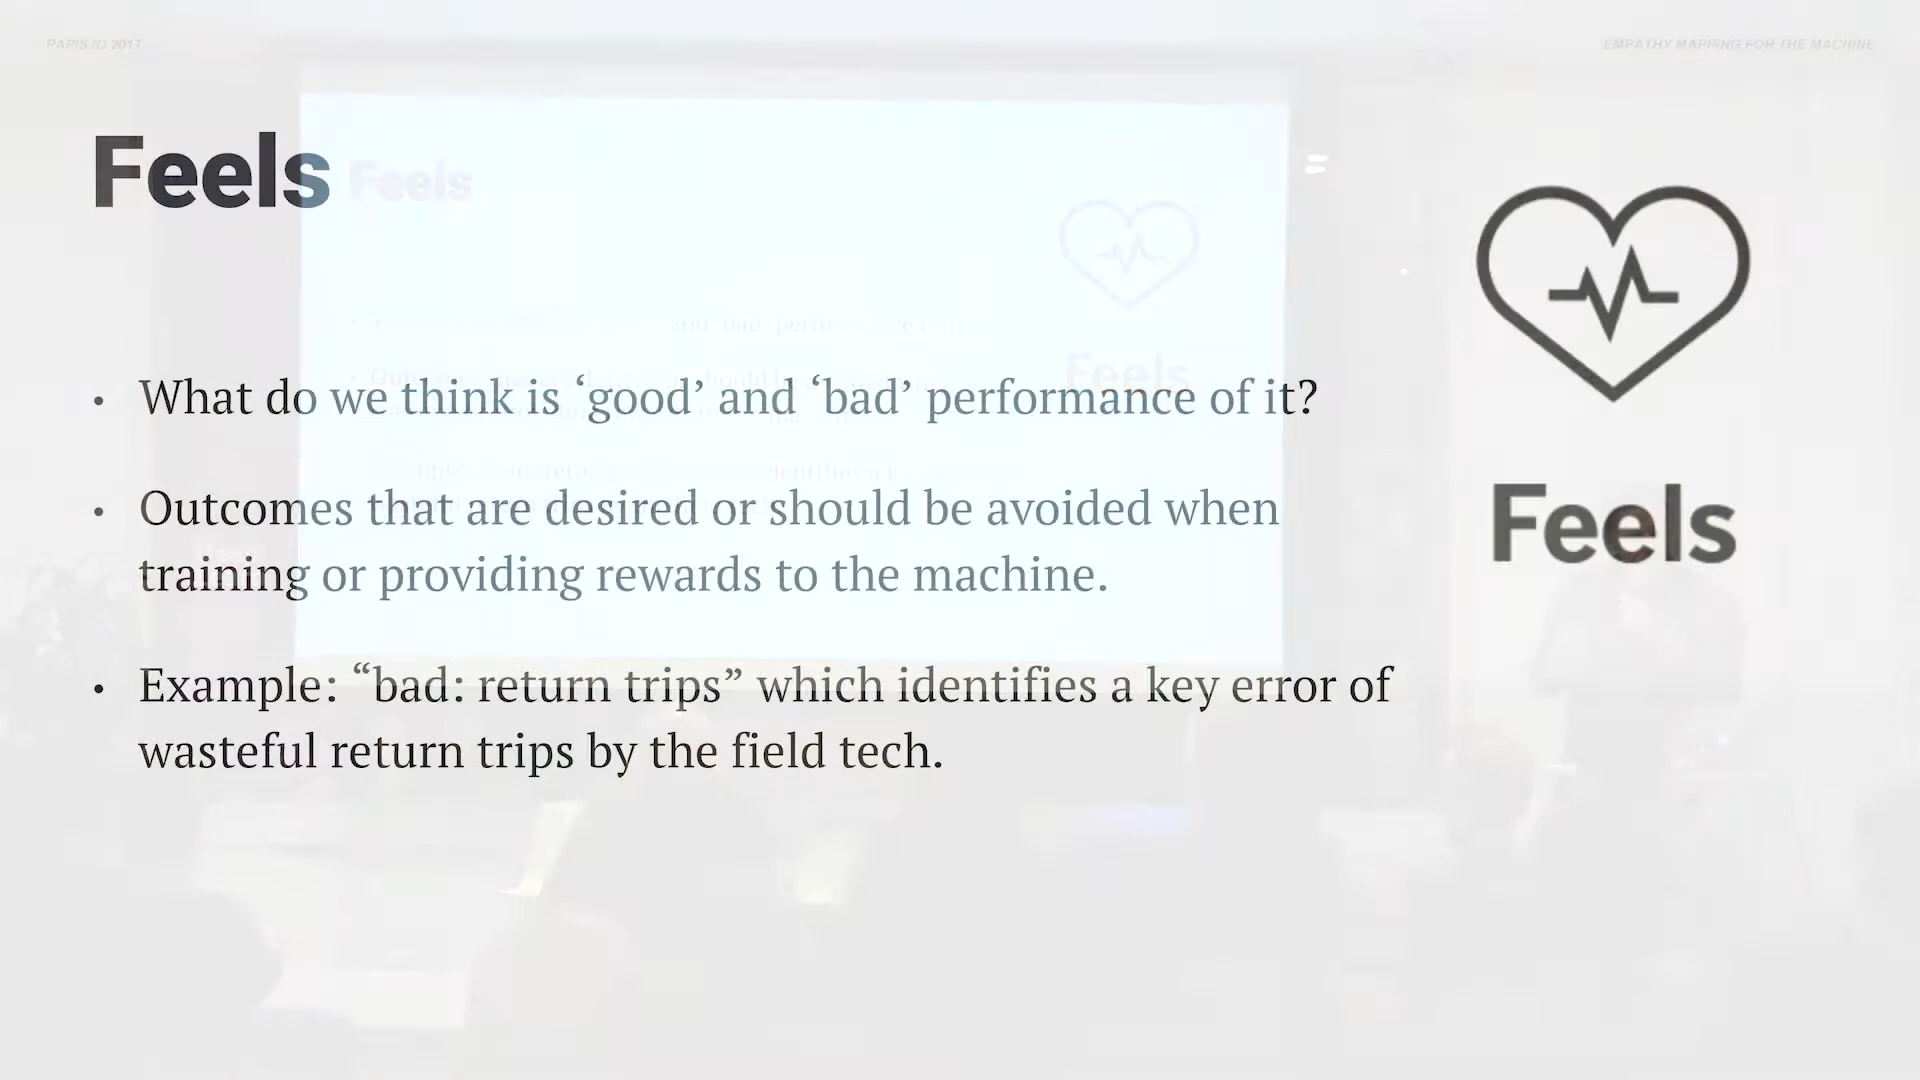 PAPIS.IO 2017
EMPATHY MAPPING FOR THE MACHINE
Feels
Feels
• What do we think is ‘good’ and ‘bad’ performance of it?
• Outcomes that are desired or should be avoided when
training or providing rewards to the machine.
• Example: “bad: return trips” which identifies a key error of
wasteful return trips by the field tech.
Feels
Feels